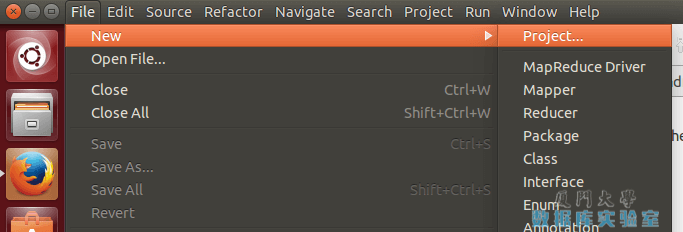 File Edit Source Refactor Navigate Search Project Run Window Help
New
Open File...
Close Ctrl+W
Close All Shift+Ctrl+W
Save Ctrl+S
Save As...
Save All Shift+Ctrl+S
Revert
Project...
MapReduce Driver
Mapper
Reducer
Package
Class
Interface
Enum
Annotation
厦门大学
数据库实验室